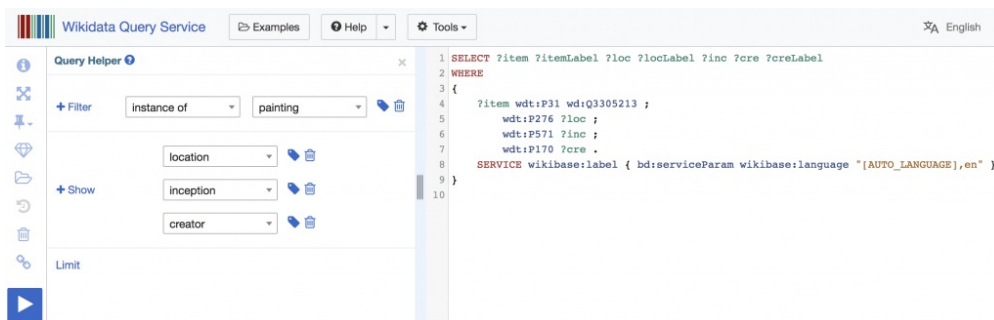 Wikidata Query Service Examples Help Tools English
Query Helper
Filter instance of painting
location
Show inception
creator
Limit
1 SELECT ?item ?itemLabel ?loc ?locLabel ?inc ?cre ?creLabel
2 WHERE
3 {
4 ?item wdt:P31 wd:Q3305213 ;
5 wdt:P276 ?loc ;
6 wdt:P571 ?inc ;
7 wdt:P170 ?cre .
8 SERVICE wikibase:label { bd:serviceParam wikibase:language "[AUTO_LANGUAGE],en" }
9 }
10